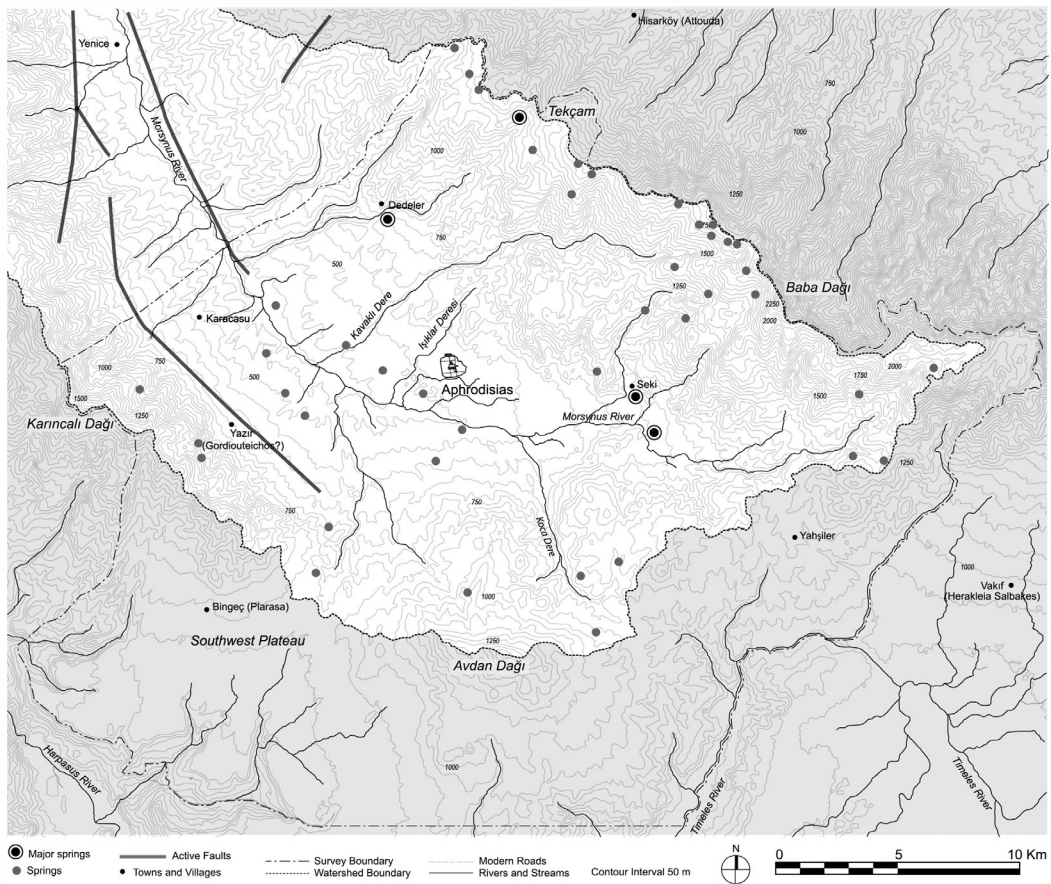 Hisarköy (Attouda)
Yenice
750
Tekçam
1000
Morsynus River
1000
1250
Dedeler
750
750
1500
500
Baba Dağı
1250
2250
2000
Karacasu
Kavaklı Dere
Işıklar Deresi
750
1000
500
Aphrodisias
2000
1750
Seki
1500
1500
1250
Morsynus River
Karıncalı Dağı
Yazır
(Gordiouteichos?)
1250
750
750
Koca Dere
Yahşiler
1000
Vakıf
(Herakleia Salbakes)
1000
Bingeç (Plarasa)
Southwest Plateau
1250
Avdan Dağı
Harpasus River
1000
Timeles River
Timeles River
Major springs
Active Faults
Survey Boundary
Modern Roads
N
0 5 10 Km
Springs
Towns and Villages
Watershed Boundary
Rivers and Streams
Contour Interval 50 m